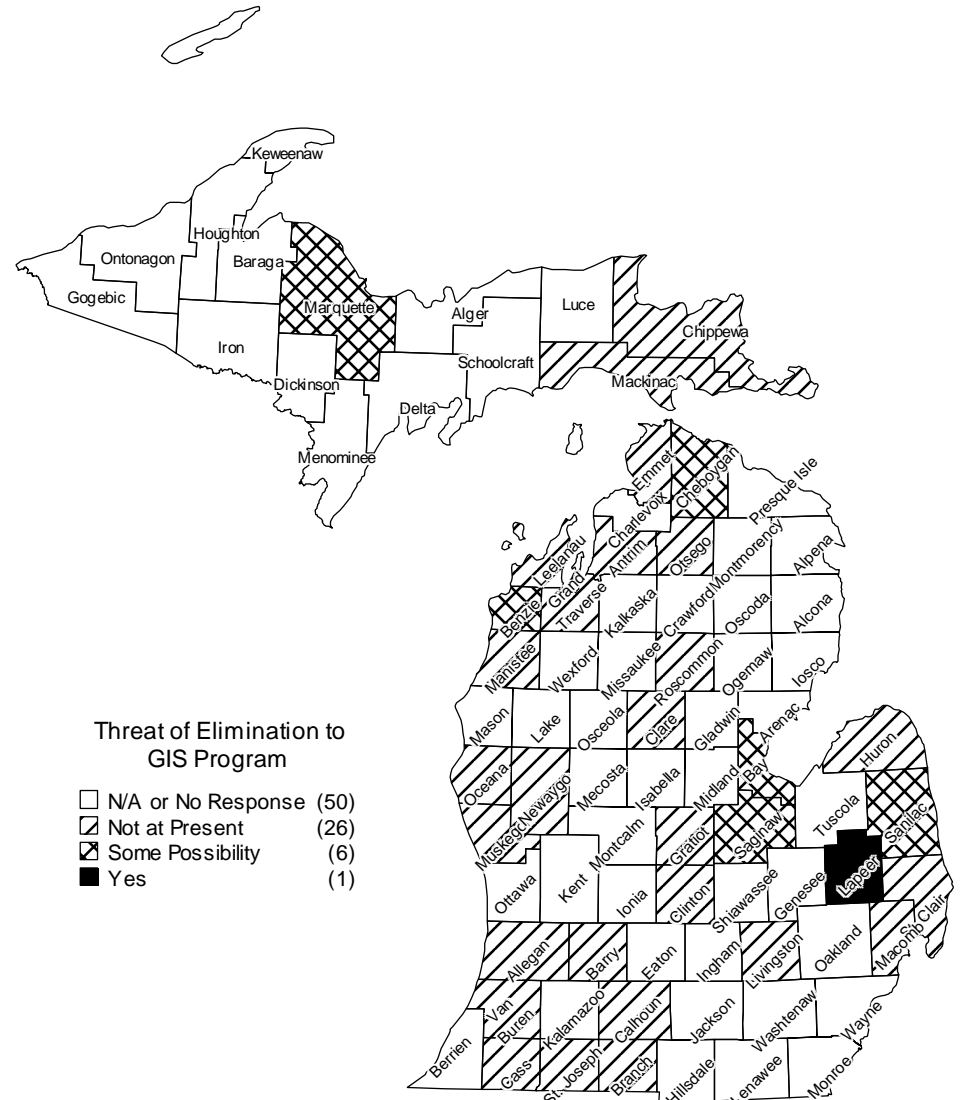 Keweenaw
Houghton
Ontonagon
Baraga
Gogebic
Marquette
Alger
Luce
Chippewa
Iron
Schoolcraft
Dickinson
Mackinac
Delta
Menominee
Emmet
Cheboygan
Presque Isle
Charlevoix
Leelanau
Antrim
Otsego
Montmorency
Alpena
Benzie
Grand
Traverse
Kalkaska
Crawford
Oscoda
Alcona
Manistee
Wexford
Missaukee
Roscommon
Ogemaw
Iosco
Mason
Lake
Osceola
Clare
Gladwin
Arenac
Threat of Elimination to
GIS Program
N/A or No Response (50)
Not at Present (26)
Some Possibility (6)
Yes (1)
Huron
Oceana
Newaygo
Mecosta
Isabella
Midland
Bay
Tuscola
Sanilac
Montcalm
Gratiot
Saginaw
Lapeer
Ottawa
Kent
Ionia
Clinton
Shiawassee
Genesee
Clair
Macomb
Allegan
Barry
Eaton
Ingham
Livingston
Oakland
Van
Buren
Kalamazoo
Calhoun
Jackson
Washtenaw
Wayne
Berrien
Cass
St. Joseph
Branch
Hillsdale
Lenawee
Monroe